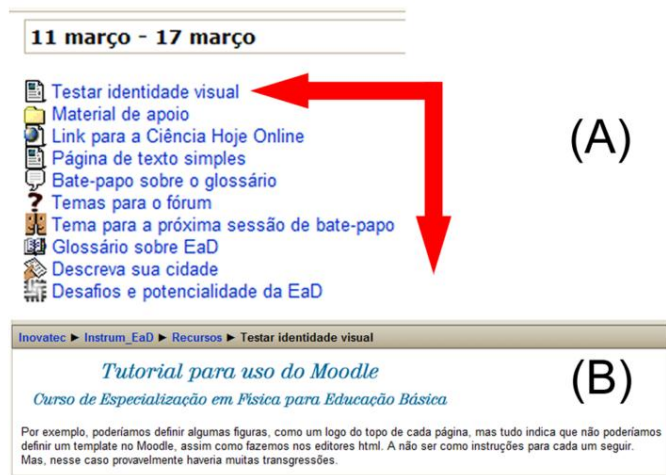 11 março - 17 março
Testar identidade visual
Material de apoio
Link para a Ciência Hoje Online
Página de texto simples
Bate-papo sobre o glossário
Temas para o fórum
Tema para a próxima sessão de bate-papo
Glossário sobre EaD
Descreva sua cidade
Desafios e potencialidade da EaD
(A)
Inovatec ► Instrum_EaD ► Recursos ► Testar identidade visual
Tutorial para uso do Moodle
Curso de Especialização em Física para Educação Básica
(B)
Por exemplo, poderíamos definir algumas figuras, como um logo do topo de cada página, mas tudo indica que não poderíamos
definir um template no Moodle, assim como fazemos nos editores html. A não ser como instruções para cada um seguir.
Mas, nesse caso provavelmente haveria muitas transgressões.